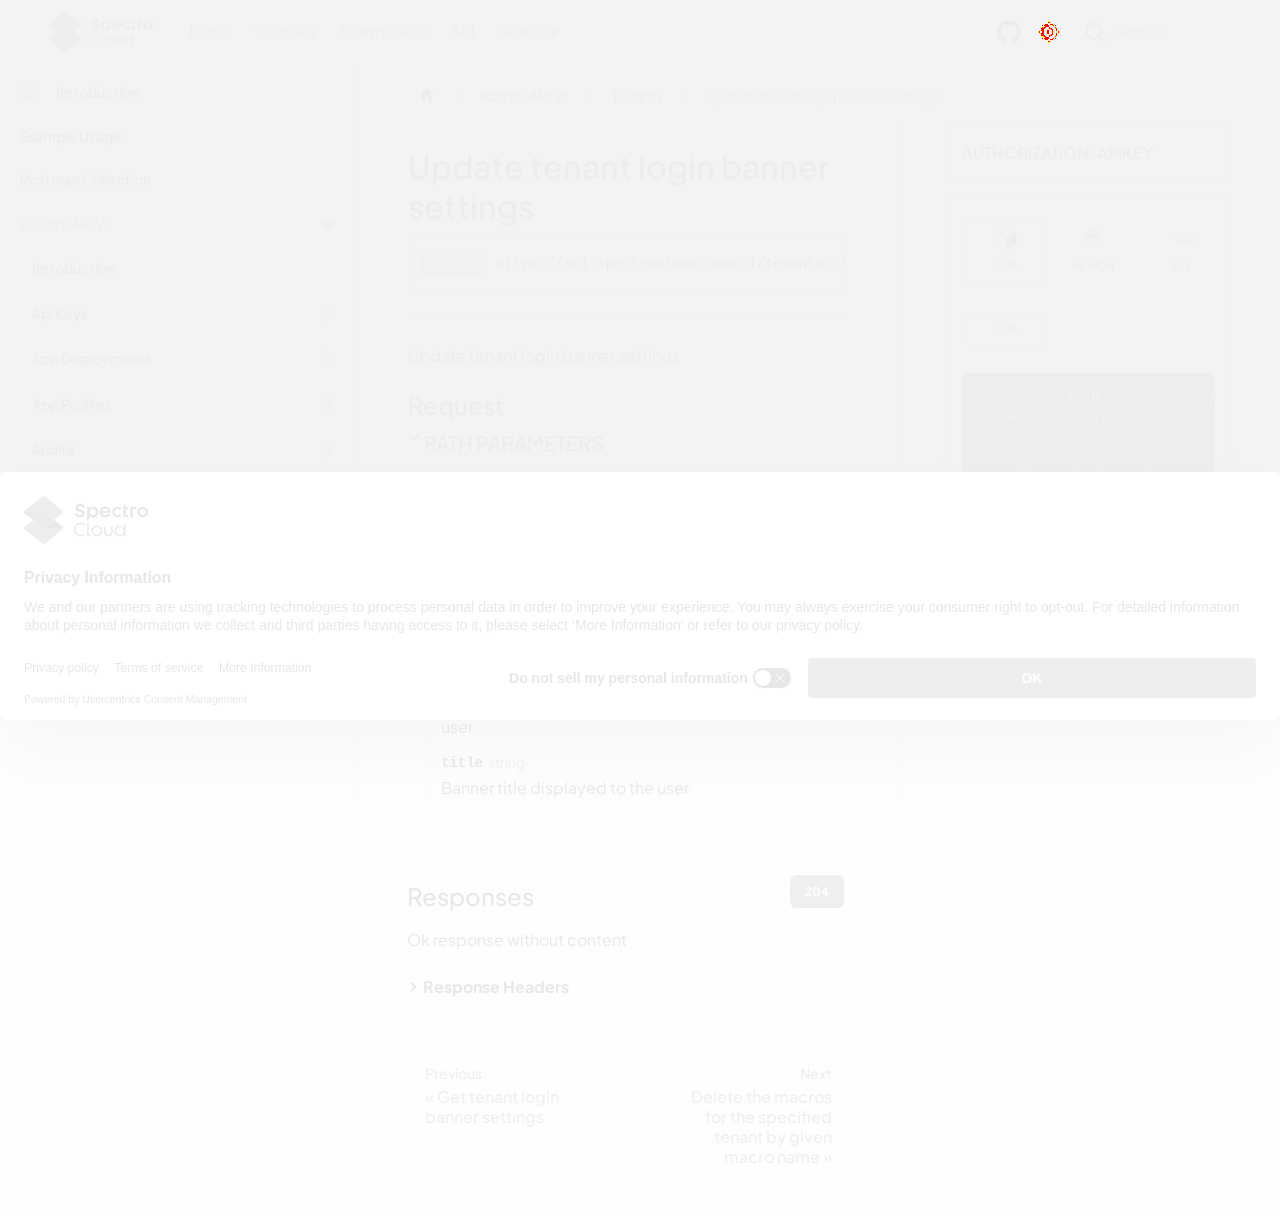 Spectro
Cloud
Docs Tutorials Downloads API latest
Search
Introduction
Palette API V1
Tenants
Update tenant login banner settings
Example Usage
Postman Collection
Palette API V1
Introduction
Api Keys
App Deployments
App Profiles
Audits
Update tenant login banner
settings
https://api.spectrocloud.com/v1/tenants/:t
Update tenant login banner settings
Request
PATH PARAMETERS
AUTHORIZATION: APIKEY
CURL
PYTHON
GO
CURL
Spectro
Cloud
Privacy Information
We and our partners are using tracking technologies to process personal data in order to improve your experience. You may always exercise your consumer right to opt-out. For detailed information
about personal information we collect and third parties having access to it, please select 'More Information' or refer to our privacy policy.
Privacy policy Terms of service More Information
Powered by Usercentrics Consent Management
Do not sell my personal information
OK
user
title string
Banner title displayed to the user
Responses
204
Ok response without content
Response Headers
Previous
« Get tenant login
banner settings
Next
Delete the macros
for the specified
tenant by given
macro name »